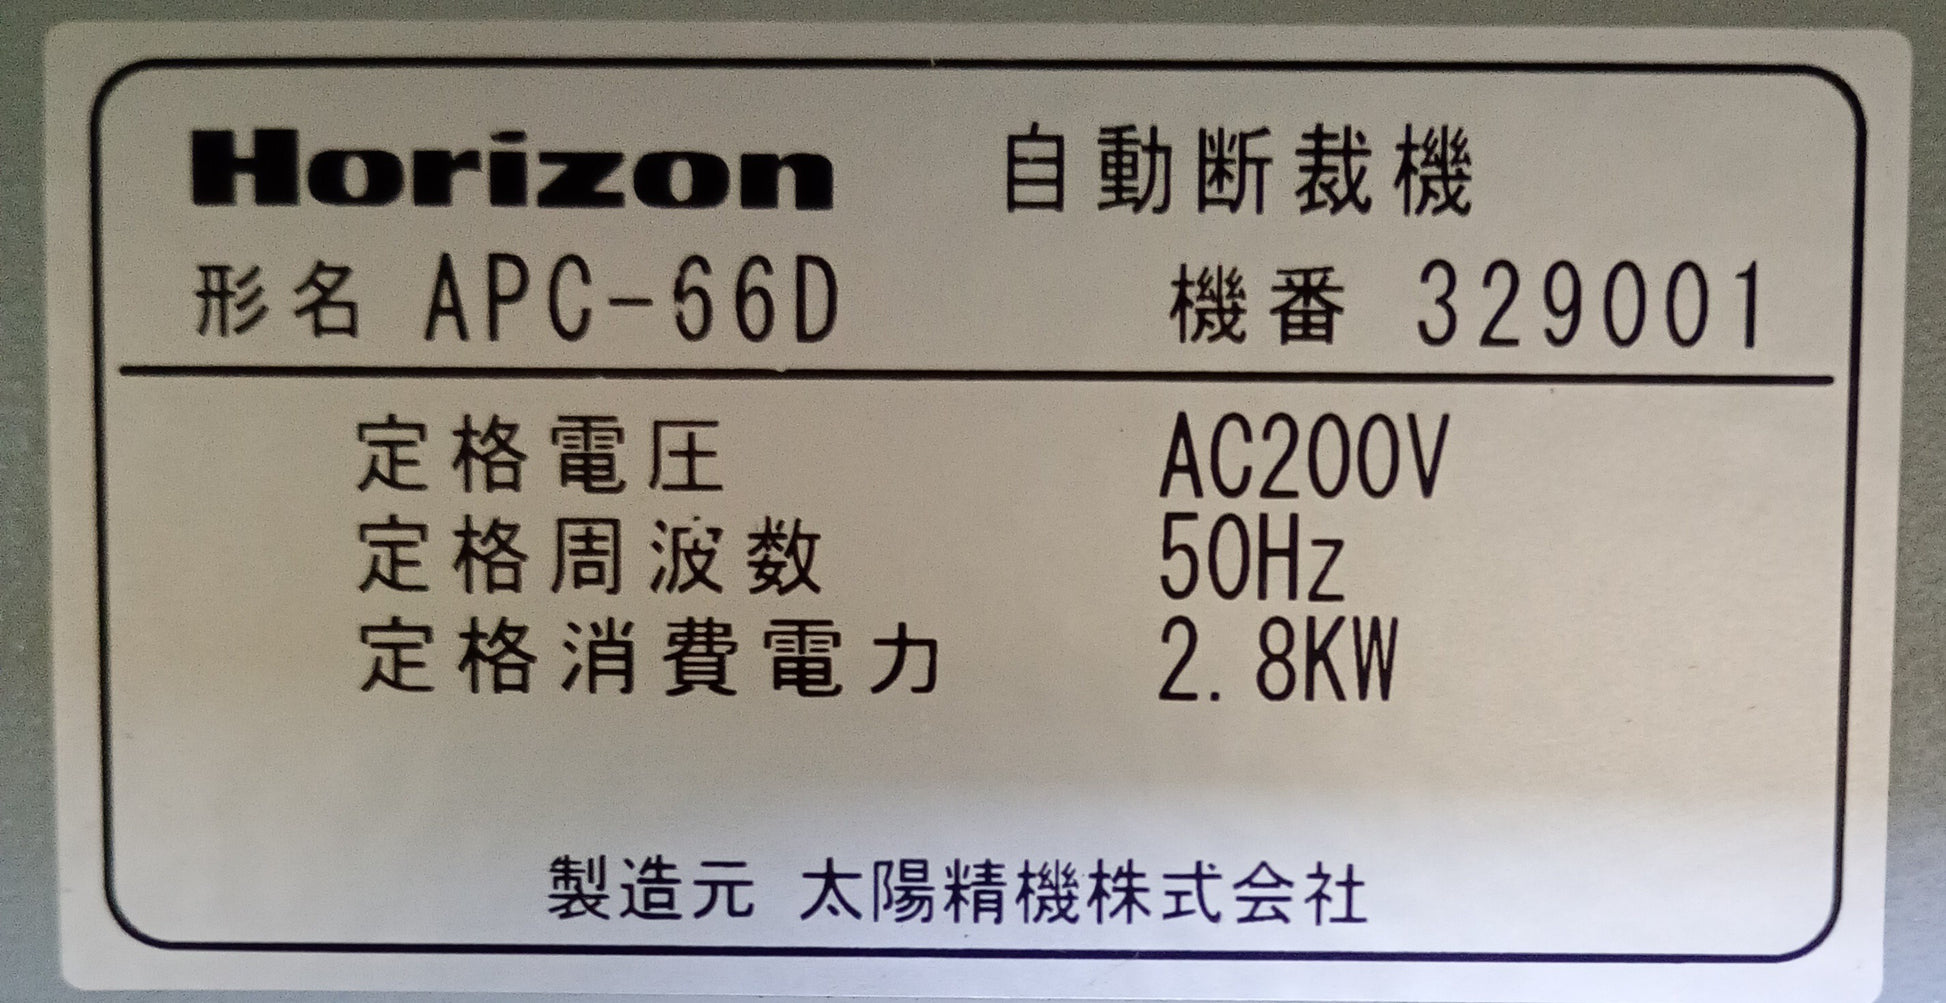 Horizon 自動断裁機
形名 APC-66D 機番 329001
定格電圧 AC200V
定格周波数 50Hz
定格消費電力 2.8KW
製造元 太陽精機株式会社